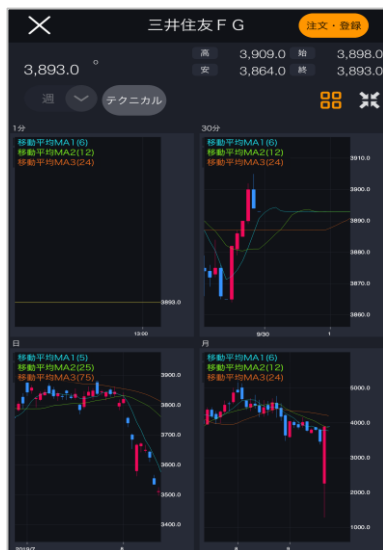 三井住友ＦＧ
注文・登録
高 3,909.0 始 3,898.0
3,893.0 ° 安 3,864.0 終 3,893.0
週 テクニカル
1分
移動平均MA1(6)
移動平均MA2(12)
移動平均MA3(24)
3893.0
13:00
30分
移動平均MA1(6)
移動平均MA2(12)
移動平均MA3(24)
3910.0
3900.0
3890.0
3880.0
3870.0
3860.0
9/30 1
日
移動平均MA1(5)
移動平均MA2(25)
移動平均MA3(75)
3900.0
3800.0
3700.0
3600.0
3500.0
3400.0
2019/7 8
月
移動平均MA1(6)
移動平均MA2(12)
移動平均MA3(24)
5000.0
4000.0
3000.0
2000.0
1000.0